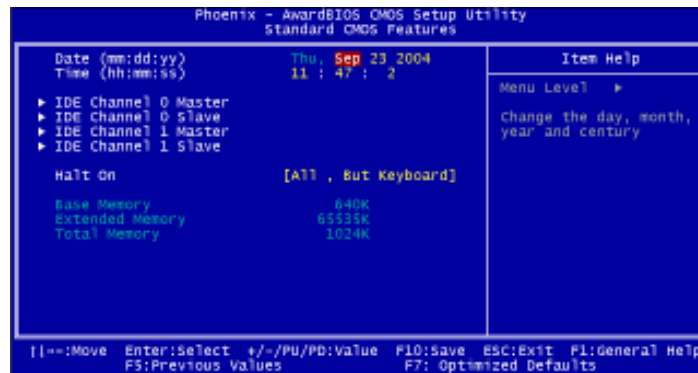 Phoenix - AwardBIOS CMOS Setup Utility
Standard CMOS Features
Date (mm:dd:yy) Thu, Sep 23 2004
Time (hh:mm:ss) 11 : 47 : 2
Item Help
Menu Level ▶
Change the day, month,
year and century
▶ IDE Channel 0 Master
▶ IDE Channel 0 Slave
▶ IDE Channel 1 Master
▶ IDE Channel 1 Slave
Halt On [All , But Keyboard]
Base Memory 640K
Extended Memory 65535K
Total Memory 1024K
:Move Enter:Select +/-/PU/PD:Value F10:Save ESC:Exit F1:General Help
F5:Previous Values F7: Optimized Defaults